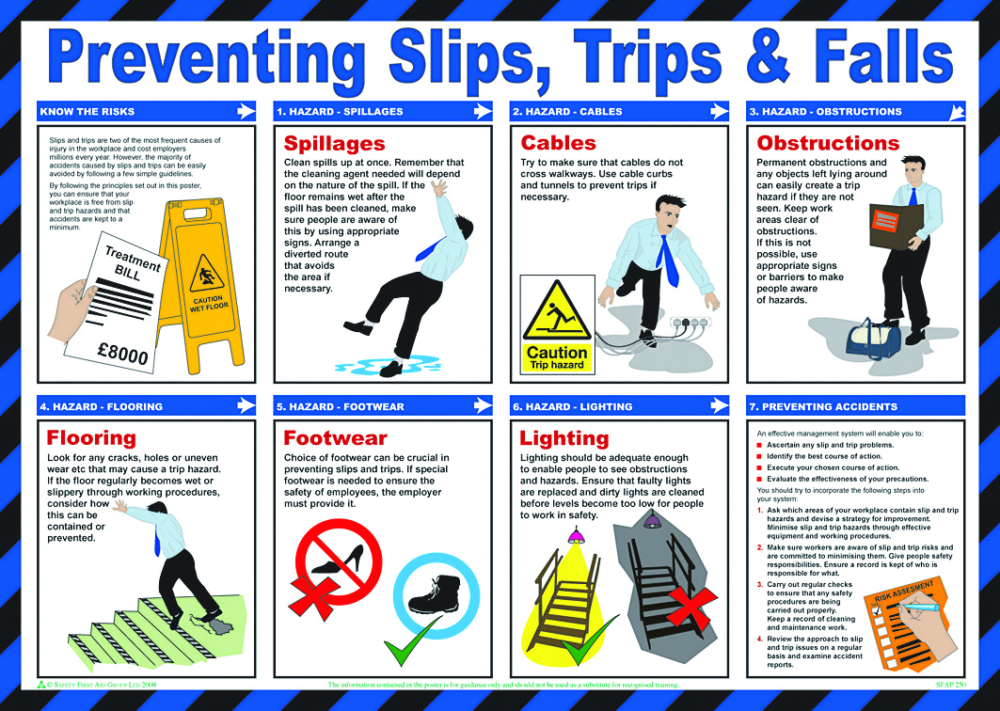 Preventing Slips, Trips & Falls
KNOW THE RISKS
Slips and trips are two of the most frequent causes of
injury in the workplace and cost employers
millions every year. However, the majority of
accidents caused by slips and trips can be easily
avoided by following a few simple guidelines.
By following the principles set out in this poster,
you can ensure that your
workplace is free from slip
and trip hazards and that
accidents are kept to a
minimum.
Treatment
BILL
£8000
CAUTION
WET FLOOR
1. HAZARD - SPILLAGES
Spillages
Clean spills up at once. Remember that
the cleaning agent needed will depend
on the nature of the spill. If the
floor remains wet after the
spill has been cleaned, make
sure people are aware of
this by using appropriate
signs. Arrange a
diverted route
that avoids
the area if
necessary.
2. HAZARD - CABLES
Cables
Try to make sure that cables do not
cross walkways. Use cable curbs
and tunnels to prevent trips if
necessary.
Caution
Trip hazard
3. HAZARD - OBSTRUCTIONS
Obstructions
Permanent obstructions and
any objects left lying around
can easily create a trip
hazard if they are not
seen. Keep work
areas clear of
obstructions.
If this is not
possible, use
appropriate signs
or barriers to make
people aware
of hazards.
4. HAZARD - FLOORING
Flooring
Look for any cracks, holes or uneven
wear etc that may cause a trip hazard.
If the floor regularly becomes wet or
slippery through working procedures,
consider how
this can be
contained or
prevented.
5. HAZARD - FOOTWEAR
Footwear
Choice of footwear can be crucial in
preventing slips and trips. If special
footwear is needed to ensure the
safety of employees, the employer
must provide it.
6. HAZARD - LIGHTING
Lighting
Lighting should be adequate enough
to enable people to see obstructions
and hazards. Ensure that faulty lights
are replaced and dirty lights are cleaned
before levels become too low for people
to work in safety.
7. PREVENTING ACCIDENTS
An effective management system will enable you to:
Ascertain any slip and trip problems.
Identify the best course of action.
Execute your chosen course of action.
Evaluate the effectiveness of your precautions.
You should try to incorporate the following steps into
your system:
1. Ask which areas of your workplace contain slip and trip
hazards and devise a strategy for improvement.
Minimise slip and trip hazards through effective
equipment and working procedures.
2. Make sure workers are aware of slip and trip risks and
are committed to minimising them. Give people safety
responsibilities. Ensure a record is kept of who is
responsible for what.
3. Carry out regular checks
to ensure that any safety
procedures are being
carried out properly.
Keep a record of cleaning
and maintenance work.
4. Review the approach to slip
and trip issues on a regular
basis and examine accident
reports.
RISK ASSESMENT
© SAFETY FIRST AID GROUP LTD 2008
The information contained in the poster is for guidance only and should not be used as a substitute for recognised training.
SFAP 250